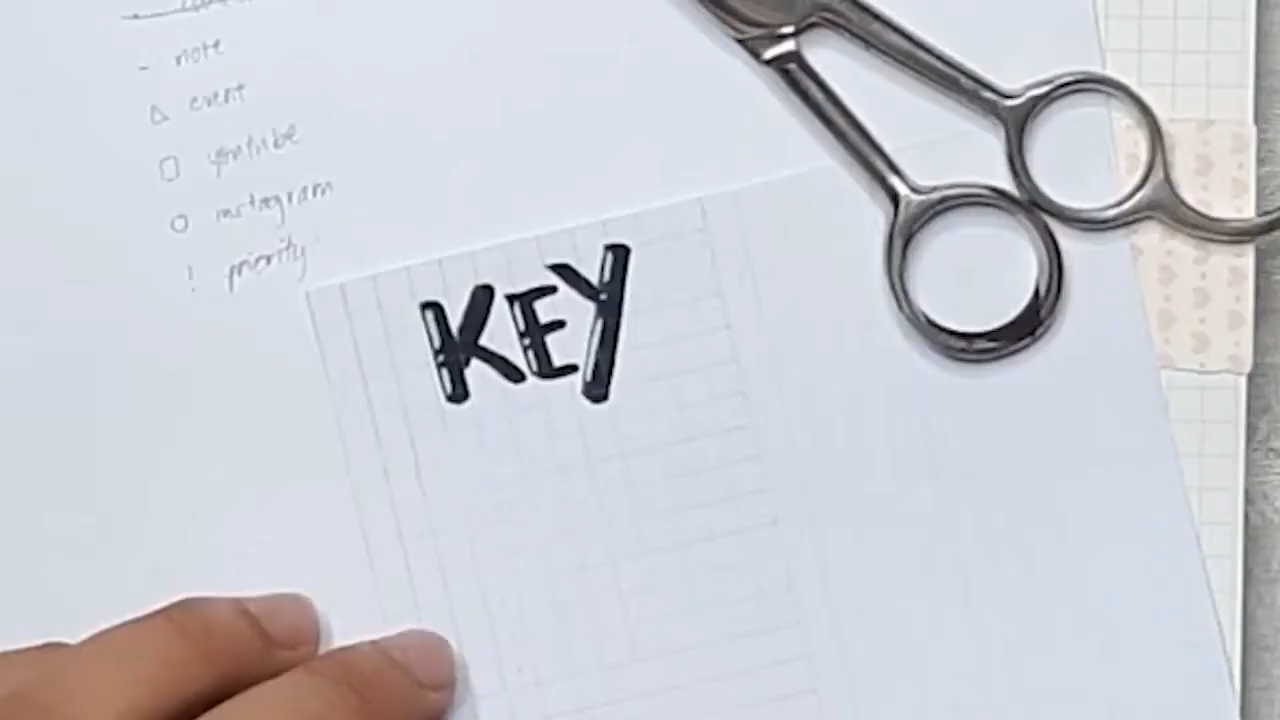 - note
△ event
□ youtube
○ instagram
! priority
KEY